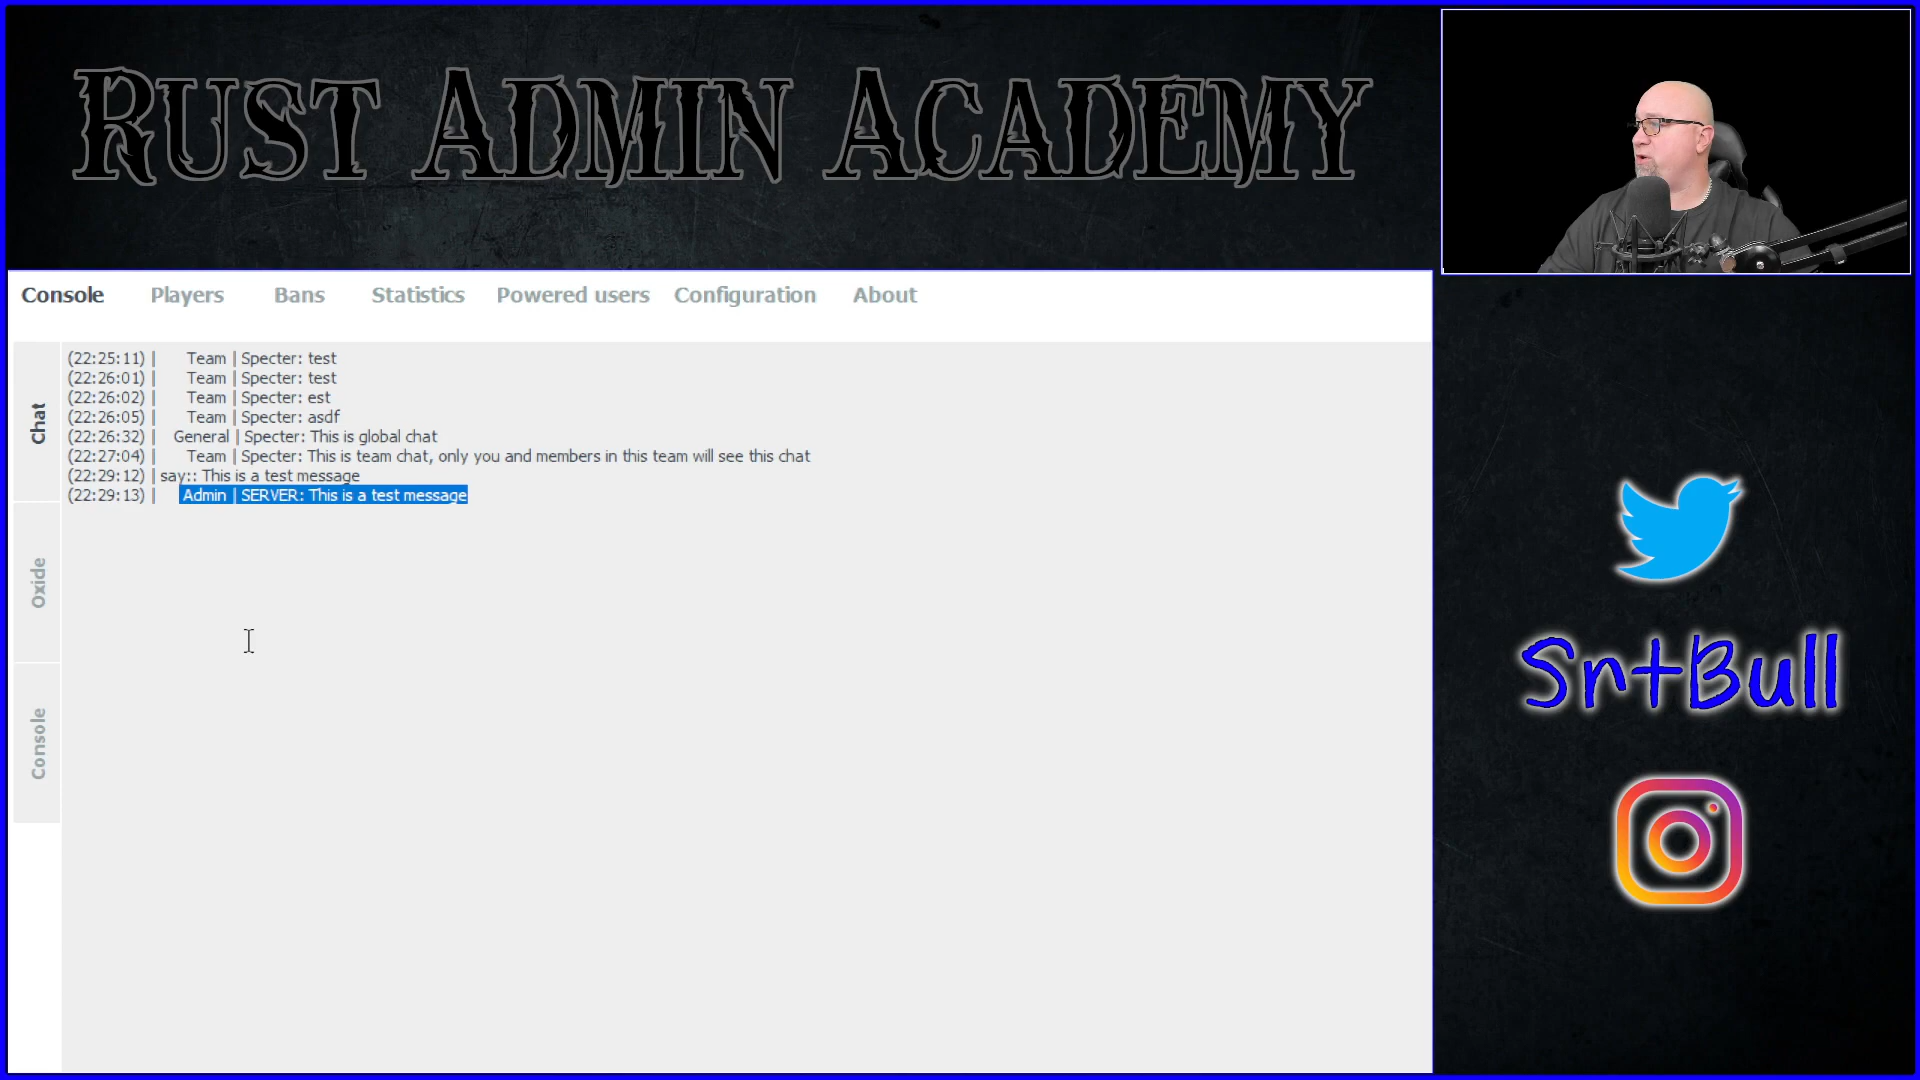 Rust Admin Academy
Console Players Bans Statistics Powered users Configuration About
Chat
Oxide
Console
(22:25:11) | Team | Specter: test
(22:26:01) | Team | Specter: test
(22:26:02) | Team | Specter: est
(22:26:05) | Team | Specter: asdf
(22:26:32) | General | Specter: This is global chat
(22:27:04) | Team | Specter: This is team chat, only you and members in this team will see this chat
(22:29:12) | say:: This is a test message
(22:29:13) | Admin | SERVER: This is a test message
SntBull